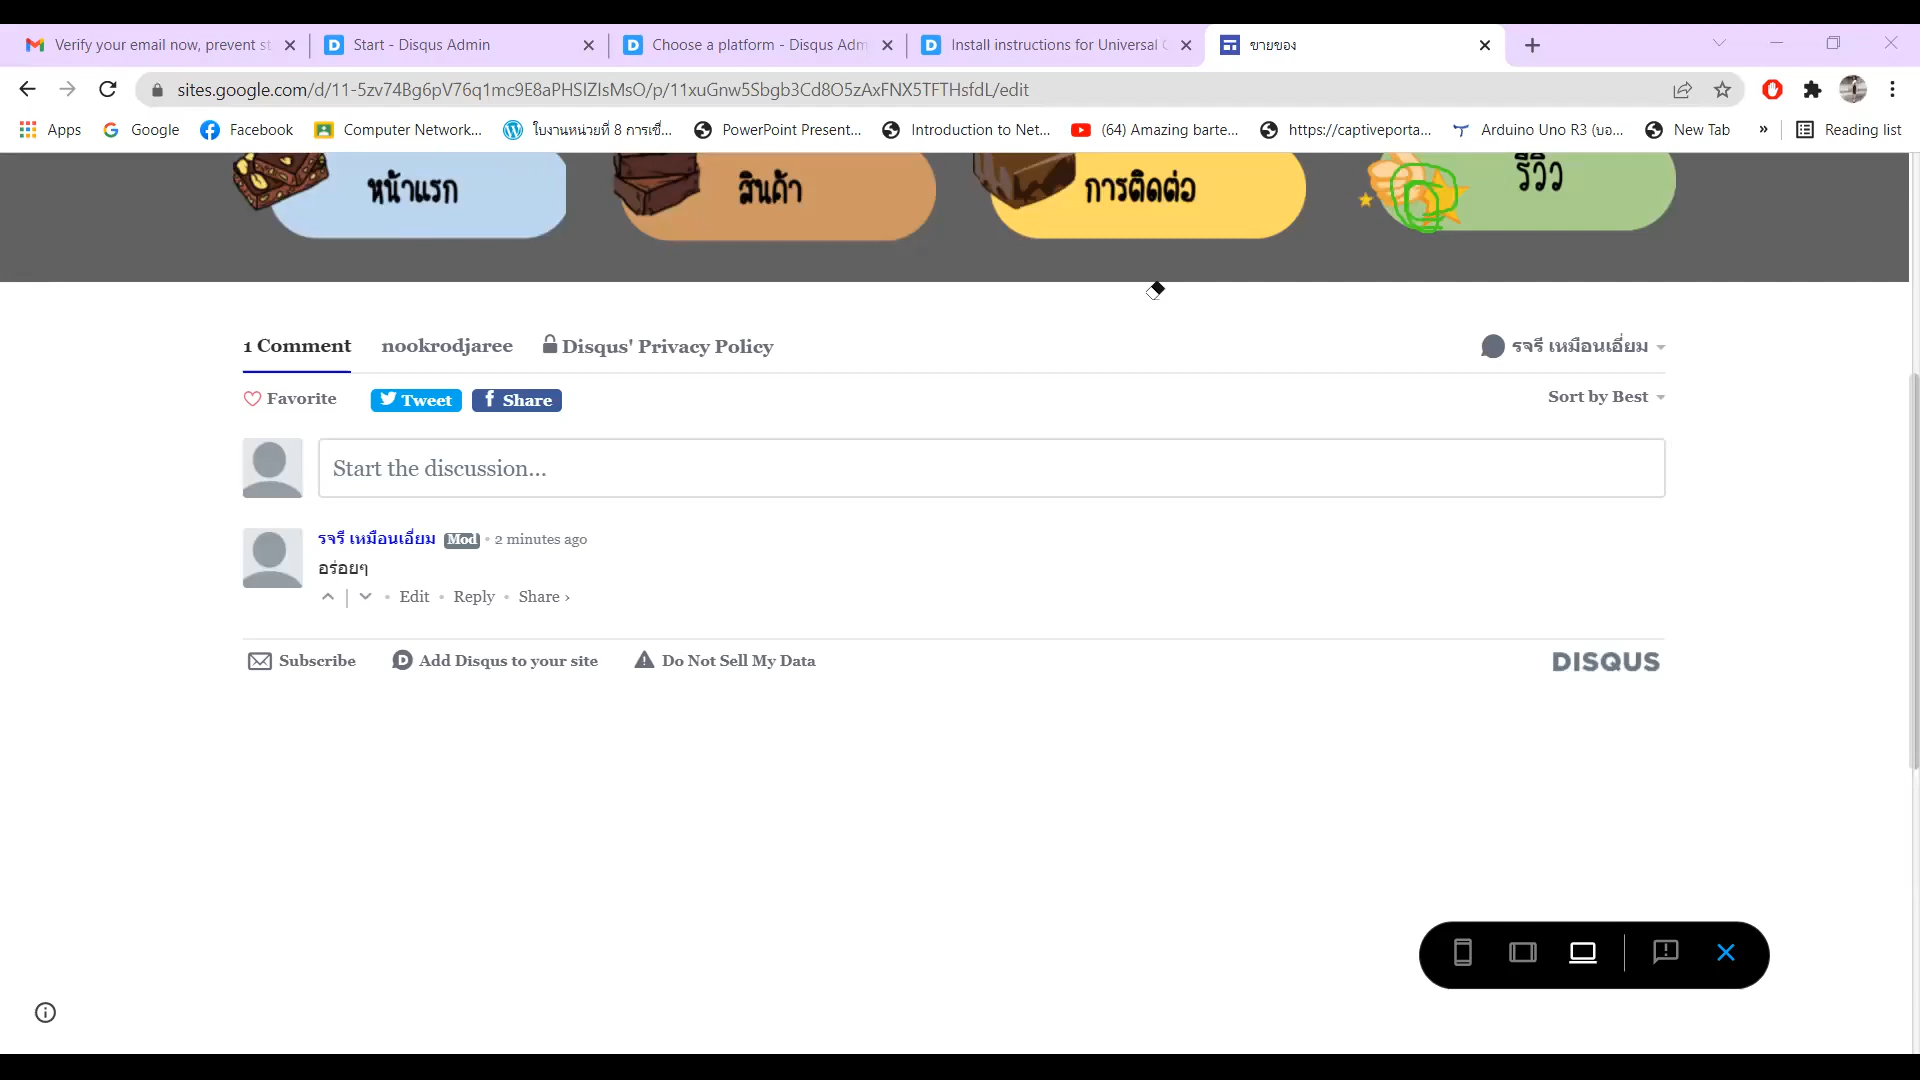 Verify your email now, prevent st
Start - Disqus Admin
Choose a platform - Disqus Adm
Install instructions for Universal C
ขายของ
sites.google.com/d/11-5zv74Bg6pV76q1mc9E8aPHSIZIsMsO/p/11xuGnw5Sbgb3Cd8O5zAxFNX5TFTHsfdL/edit
Apps
Google
Facebook
Computer Network...
ใบงานหน่วยที่ 8 การเชื่...
PowerPoint Present...
Introduction to Net...
(64) Amazing barte...
https://captiveporta...
Arduino Uno R3 (บอ...
New Tab
»
Reading list
หน้าแรก
สินค้า
การติดต่อ
รีวิว
1 Comment
nookrodjaree
Disqus' Privacy Policy
รจรี เหมือนเอี่ยม
Favorite
Tweet
f Share
Sort by Best
Start the discussion...
รจรี เหมือนเอี่ยม Mod • 2 minutes ago
อร่อยๆ
Edit • Reply • Share ›
Subscribe
Add Disqus to your site
Do Not Sell My Data
DISQUS